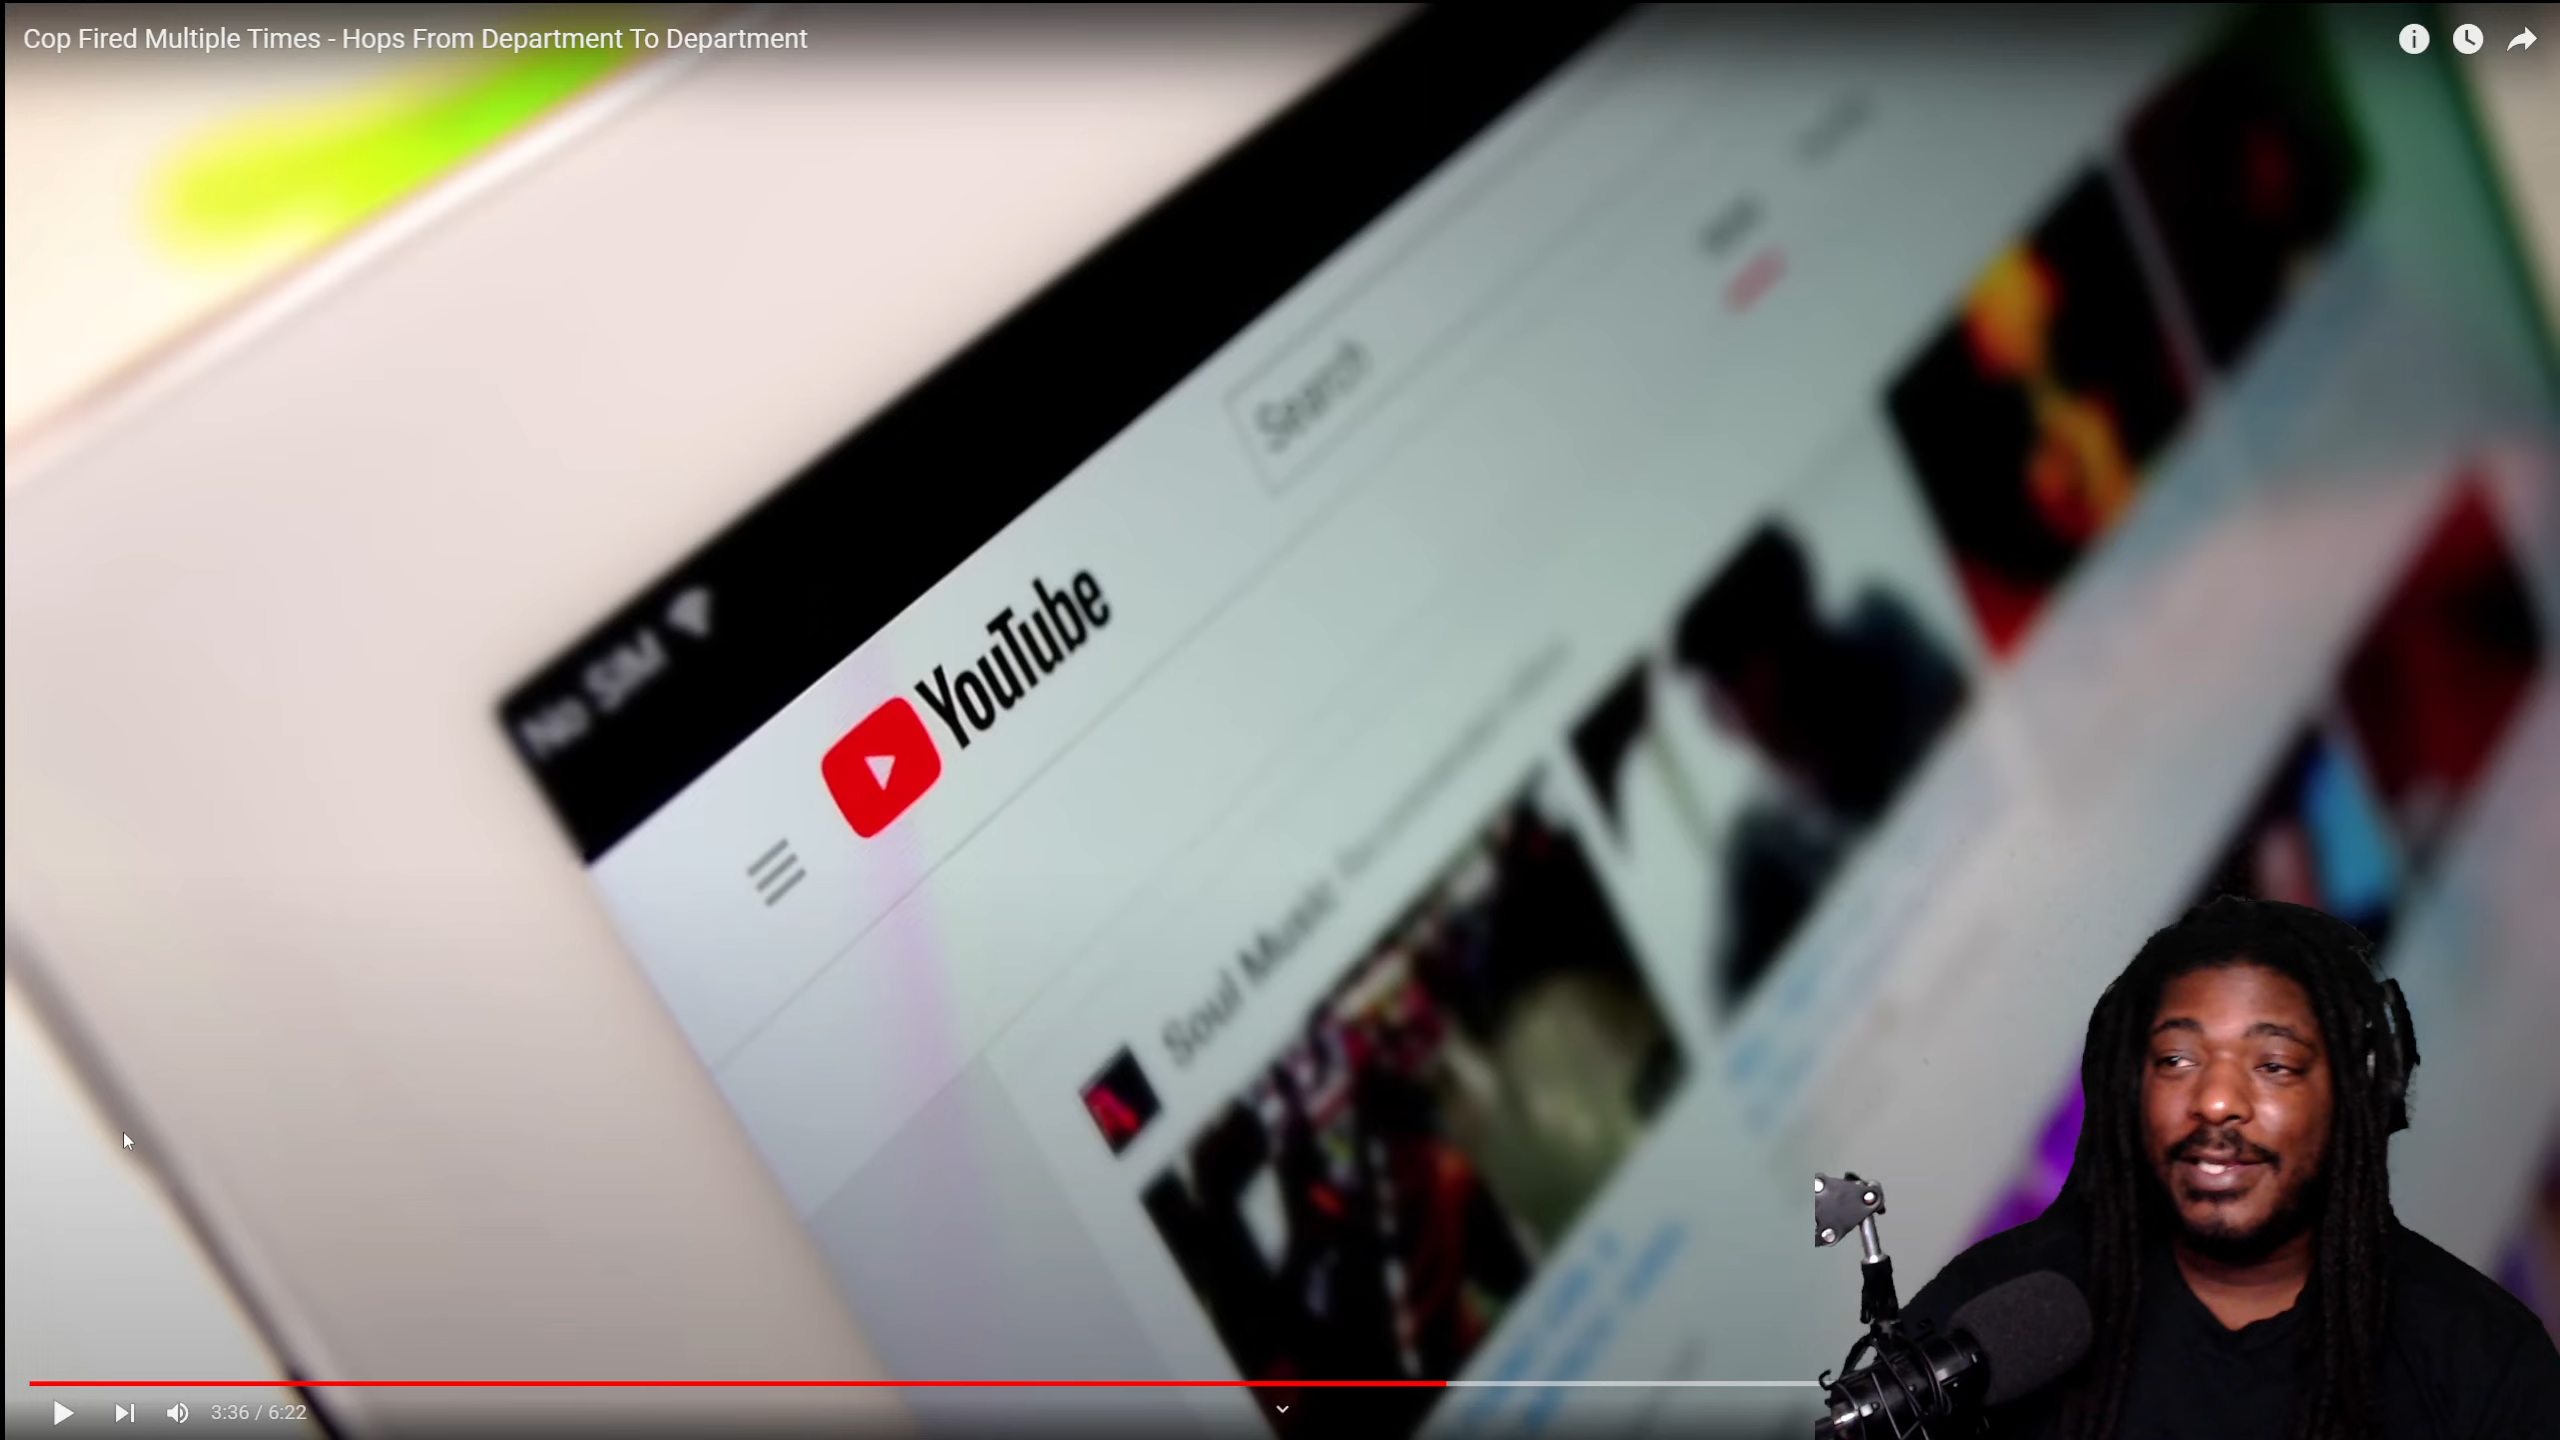 Cop Fired Multiple Times - Hops From Department To Department
Search
No SIM
YouTube
Soul Music
3:36 / 6:22